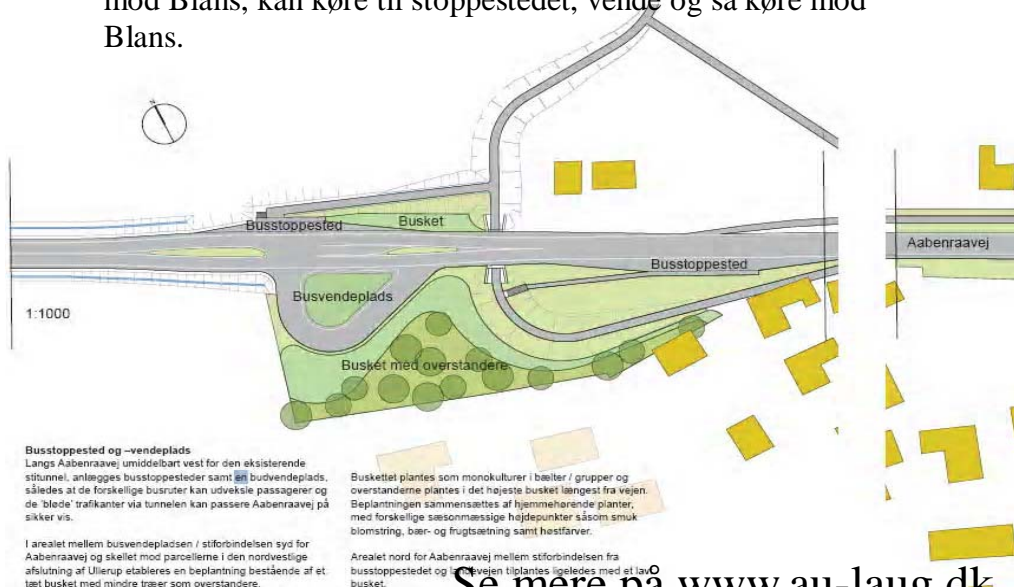 mod Blans, kan køre til stoppestedet, vende og så køre mod
Blans.
N
Busstoppested
Busket
Busstoppested
Aabenraavej
Busvendeplads
1:1000
Busket med overstandere
Busstoppested og –vendeplads
Langs Aabenraavej umiddelbart vest for den eksisterende
stitunnel, anlægges busstoppesteder samt en budvendeplads,
således at de forskellige busruter kan udveksle passagerer og
de 'bløde' trafikanter via tunnelen kan passere Aabenraavej på
sikker vis.
I arealet mellem busvendepladsen / stiforbindelsen syd for
Aabenraavej og skellet mod parcellerne i den nordvestlige
afslutning af Ullerup etableres en beplantning bestående af et
tæt busket med mindre træer som overstandere.
Buskettet plantes som monokulturer i bælter / grupper og
overstanderne plantes i det højeste busket længest fra vejen.
Beplantningen sammensættes af hjemmehørende planter,
med forskellige sæsonmæssige højdepunkter såsom smuk
blomstring, bær- og frugtsætning samt høstfarver.
Arealet nord for Aabenraavej mellem stiforbindelsen fra
busstoppestedet og landevejen tilplantes ligeledes med et lavt
busket.
Se mere på www.au-laug.dk